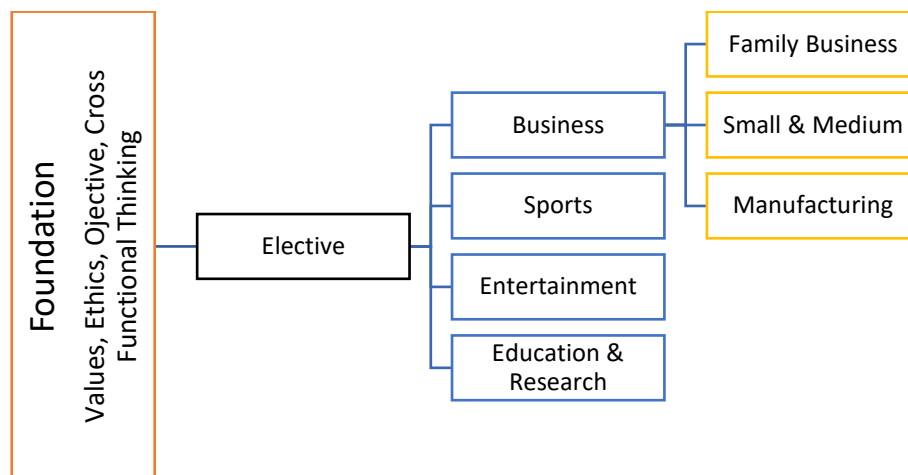 Foundation
Values, Ethics, Ojective, Cross
Functional Thinking
Elective
Business
Sports
Entertainment
Education &
Research
Family Business
Small & Medium
Manufacturing